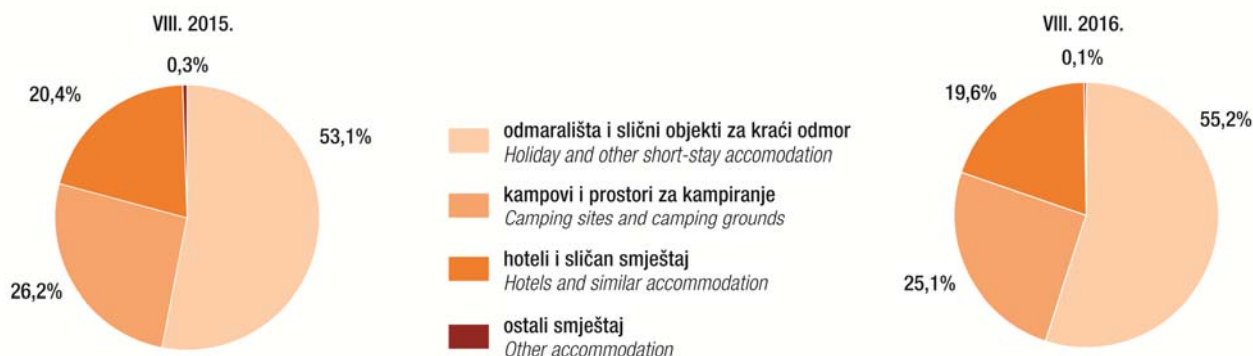 VIII. 2015.
0,3%
20,4%
53,1%
26,2%
odmarališta i slični objekti za kraći odmor
Holiday and other short-stay accomodation
kampovi i prostori za kampiranje
Camping sites and camping grounds
hoteli i sličan smještaj
Hotels and similar accommodation
ostali smještaj
Other accommodation
VIII. 2016.
0,1%
19,6%
55,2%
25,1%